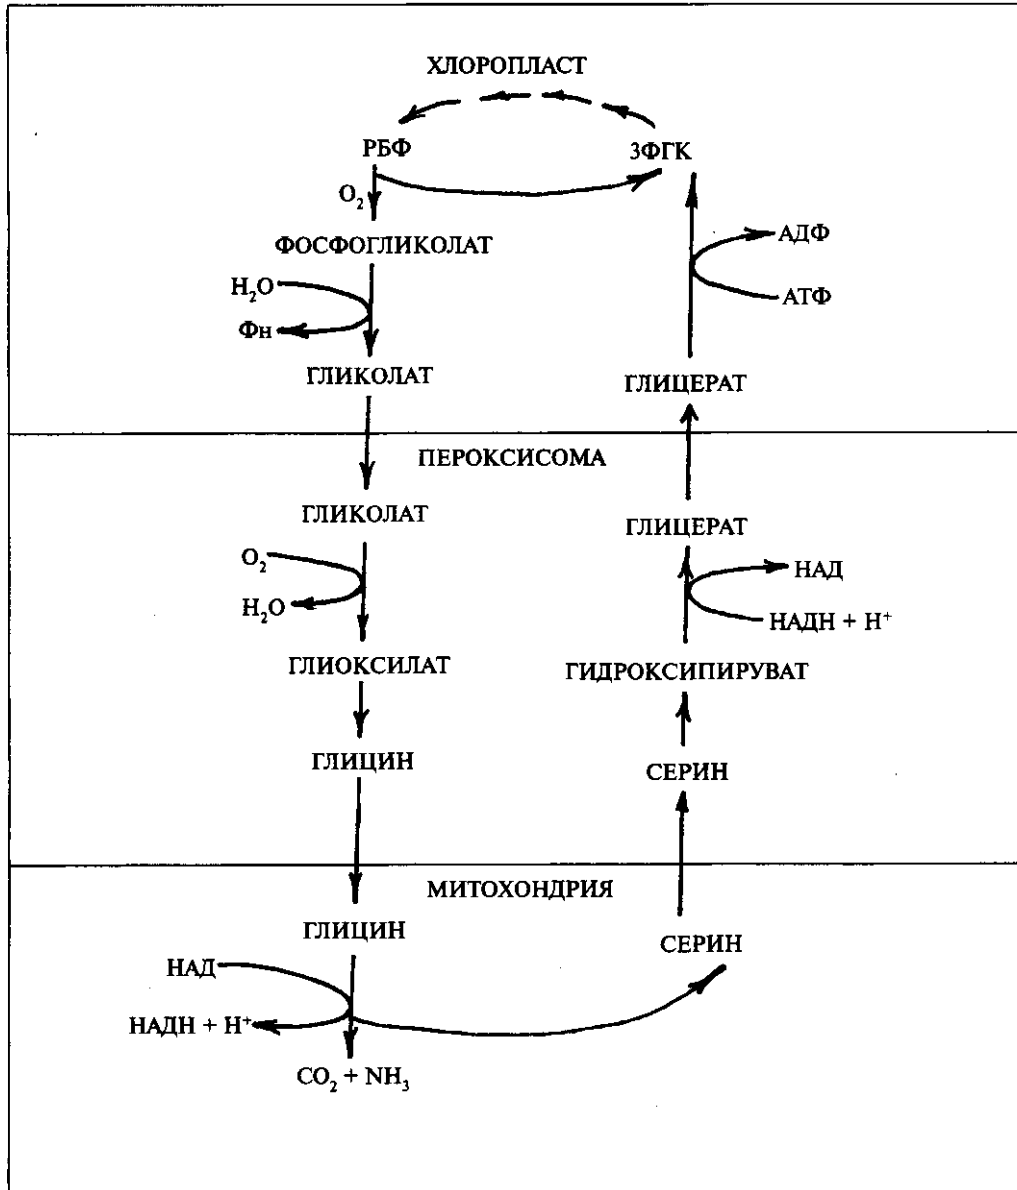 ХЛОРОПЛАСТ
РБФ 3ФГК
O₂
ФОСФОГЛИКОЛАТ АДФ
H₂O АТФ
Фн
ГЛИКОЛАТ ГЛИЦЕРАТ
ПЕРОКСИСОМА
ГЛИКОЛАТ ГЛИЦЕРАТ
O₂ НАД
H₂O НАДН + H⁺
ГЛИОКСИЛАТ ГИДРОКСИПИРУВАТ
ГЛИЦИН СЕРИН
МИТОХОНДРИЯ
ГЛИЦИН СЕРИН
НАД
НАДН + H⁺
CO₂ + NH₃